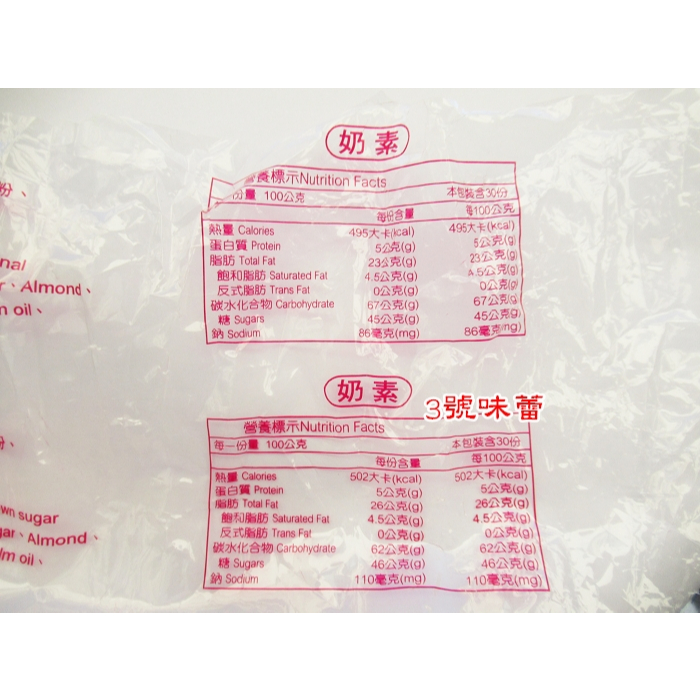 奶素
養標示Nutrition Facts
份量 100公克 本包裝含30份
每份含量 每100公克
熱量 Calories 495大卡(kcal) 495大卡(kcal)
蛋白質 Protein 5公克(g) 5公克(g)
脂肪 Total Fat 23公克(g) 23公克(g)
飽和脂肪 Saturated Fat 4.5公克(g) 4.5公克(g)
反式脂肪 Trans Fat 0公克(g) 0公克(g)
碳水化合物 Carbohydrate 67公克(g) 67公克(g)
糖 Sugars 45公克(g) 45公克(g)
鈉 Sodium 86毫克(mg) 86毫克(mg)
粉、
nal
r、Almond、
n oil、
奶素
3號味蕾
營養標示Nutrition Facts
每一份量 100公克 本包裝含30份
每份含量 每100公克
熱量 Calories 502大卡(kcal) 502大卡(kcal)
蛋白質 Protein 5公克(g) 5公克(g)
脂肪 Total Fat 26公克(g) 26公克(g)
飽和脂肪 Saturated Fat 4.5公克(g) 4.5公克(g)
反式脂肪 Trans Fat 0公克(g) 0公克(g)
碳水化合物 Carbohydrate 62公克(g) 62公克(g)
糖 Sugars 46公克(g) 46公克(g)
鈉 Sodium 110毫克(mg) 110毫克(mg)
wn sugar
gar、Almond、
lm oil、